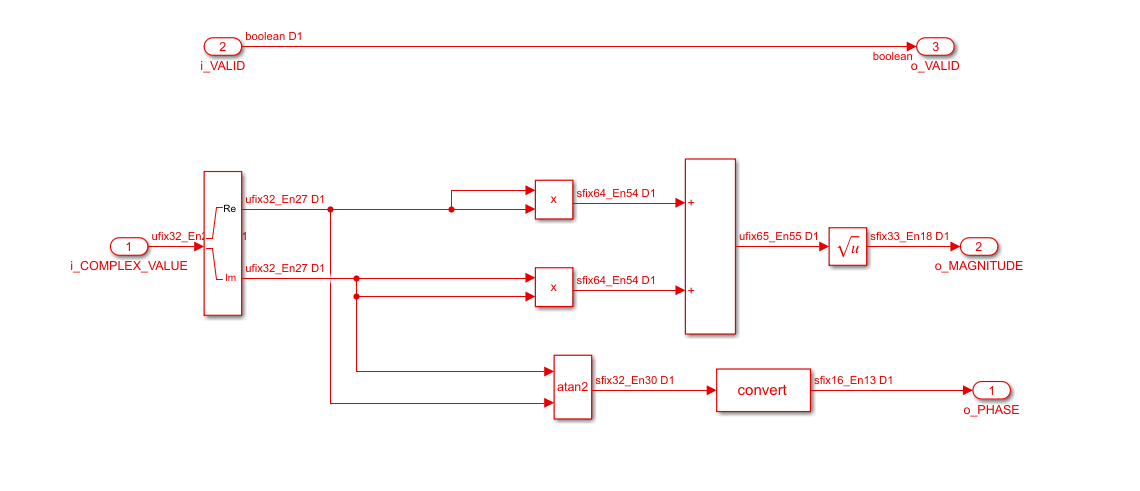 boolean D1
2
i_VALID
3
boolean
o_VALID
ufix32_En27 D1
Re
x
sfix64_En54 D1
+
1
i_COMPLEX_VALUE
1
ufix65_En55 D1
√u
sfix33_En18 D1
2
o_MAGNITUDE
ufix32_En27 D1
Im
x
sfix64_En54 D1
+
atan2
sfix32_En30 D1
convert
sfix16_En13 D1
1
o_PHASE